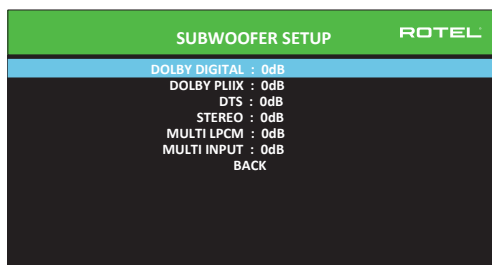 SUBWOOFER SETUP
ROTEL
DOLBY DIGITAL : 0dB
DOLBY PLIIX : 0dB
DTS : 0dB
STEREO : 0dB
MULTI LPCM : 0dB
MULTI INPUT : 0dB
BACK